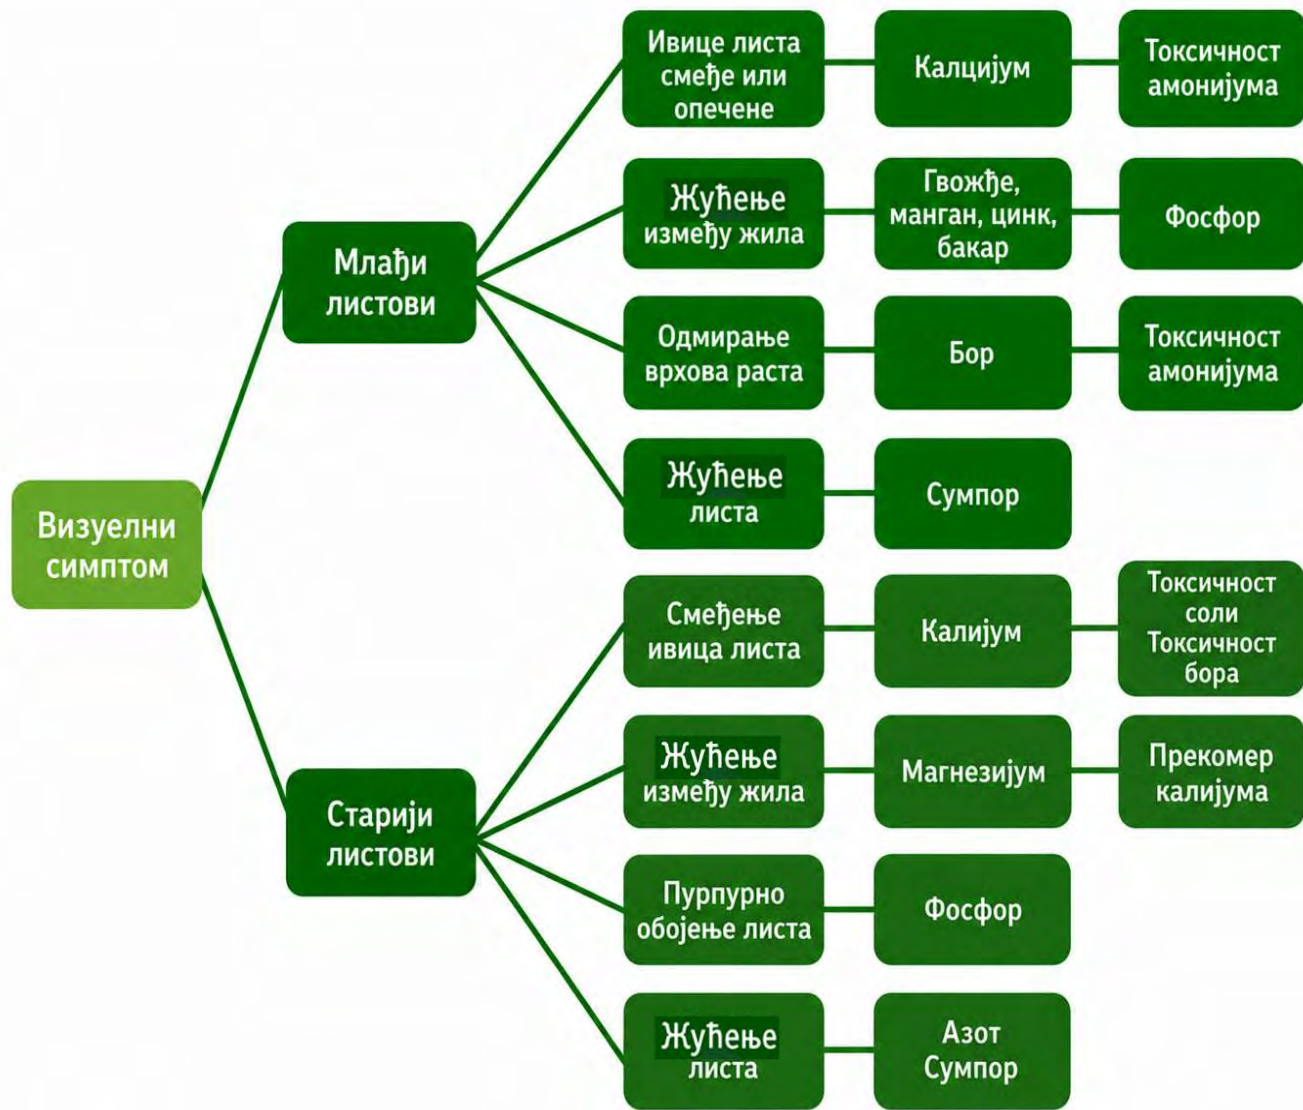 Визуелни
симптом
Млађи
листови
Ивице листа
смеђе или
опечене
Калцијум
Токсичност
амонијума
Жућење
између жила
Гвожђе,
манган, цинк,
бакар
Фосфор
Одмирање
врхова раста
Бор
Токсичност
амонијума
Жућење
листа
Сумпор
Старији
листови
Смеђење
ивица листа
Калијум
Токсичност
соли
Токсичност
бора
Жућење
између жила
Магнезијум
Прекомер
калијума
Пурпурно
обојење листа
Фосфор
Жућење
листа
Азот
Сумпор